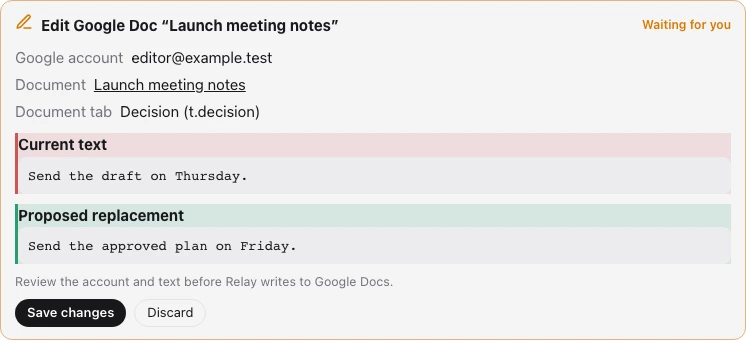 Edit Google Doc “Launch meeting notes”
Waiting for you
Google account editor@example.test
Document Launch meeting notes
Document tab Decision (t.decision)
Current text
Send the draft on Thursday.
Proposed replacement
Send the approved plan on Friday.
Review the account and text before Relay writes to Google Docs.
Save changes
Discard